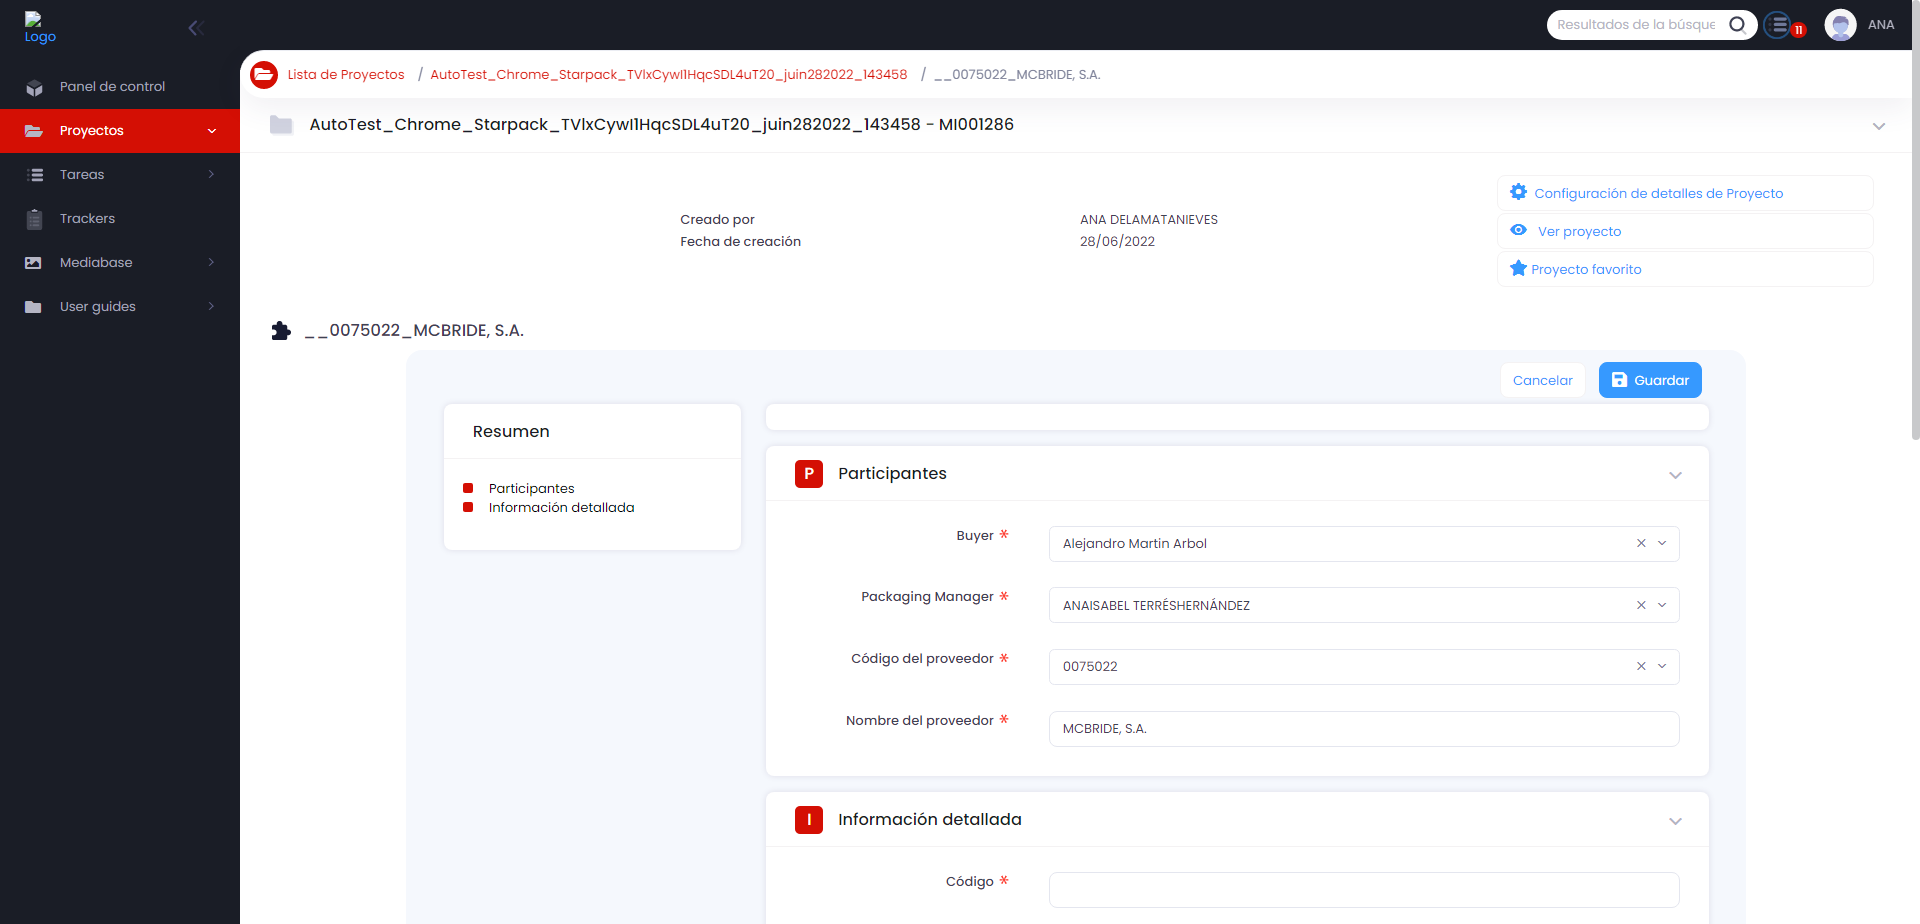 Logo
Resultados de la búsque
11
ANA
Panel de control
Proyectos
Tareas
Trackers
Mediabase
User guides
Lista de Proyectos / AutoTest_Chrome_Starpack_TVlxCywI1HqcSDL4uT20_juin282022_143458 / __0075022_MCBRIDE, S.A.
AutoTest_Chrome_Starpack_TVlxCywI1HqcSDL4uT20_juin282022_143458 - MI001286
Creado por ANA DELAMATANIEVES
Fecha de creación 28/06/2022
Configuración de detalles de Proyecto
Ver proyecto
Proyecto favorito
__0075022_MCBRIDE, S.A.
Cancelar
Guardar
Resumen
Participantes
Información detallada
P Participantes
Buyer * Alejandro Martin Arbol
Packaging Manager * ANAISABEL TERRÉSHERNÁNDEZ
Código del proveedor * 0075022
Nombre del proveedor * MCBRIDE, S.A.
I Información detallada
Código *